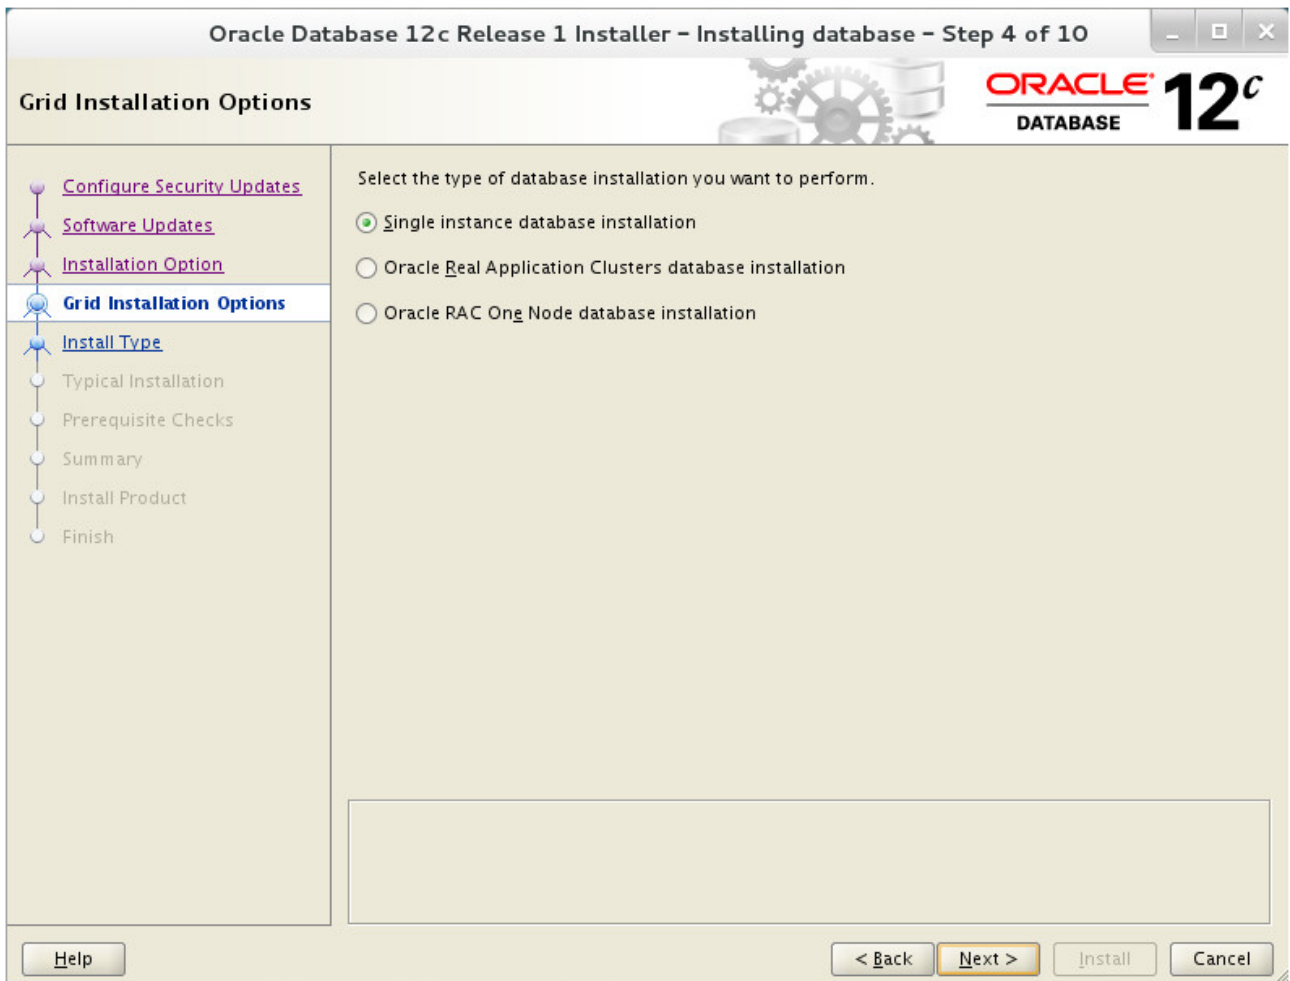 Oracle Database 12c Release 1 Installer - Installing database - Step 4 of 10
Grid Installation Options
ORACLE
DATABASE
12c
Configure Security Updates
Software Updates
Installation Option
Grid Installation Options
Install Type
Typical Installation
Prerequisite Checks
Summary
Install Product
Finish
Select the type of database installation you want to perform.
Single instance database installation
Oracle Real Application Clusters database installation
Oracle RAC One Node database installation
Help
< Back
Next >
Install
Cancel